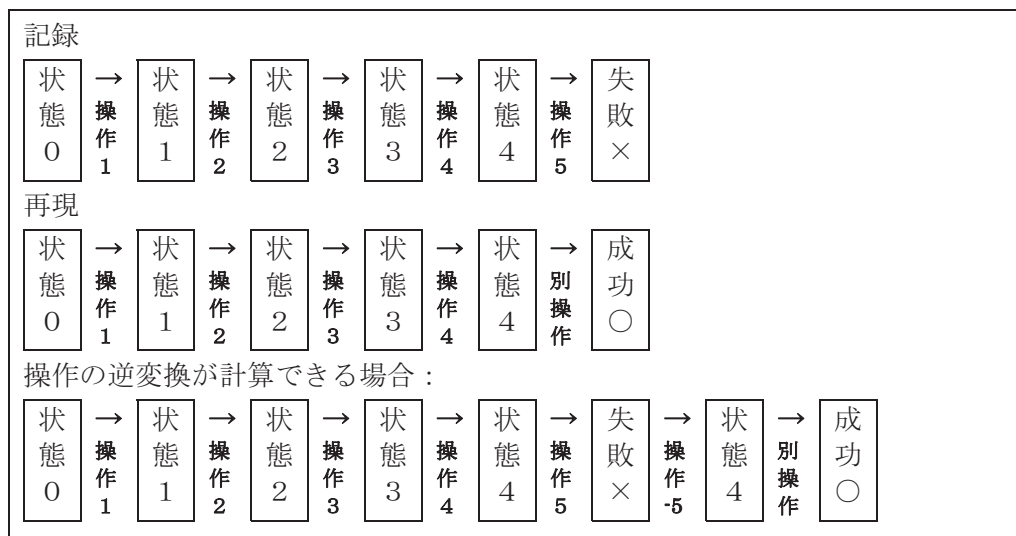 記録
状態0 → 操作1 状態1 → 操作2 状態2 → 操作3 状態3 → 操作4 状態4 → 操作5 失敗×
再現
状態0 → 操作1 状態1 → 操作2 状態2 → 操作3 状態3 → 操作4 状態4 → 別操作 成功○
操作の逆変換が計算できる場合：
状態0 → 操作1 状態1 → 操作2 状態2 → 操作3 状態3 → 操作4 状態4 → 操作5 失敗× → 操作-5 状態4 → 別操作 成功○